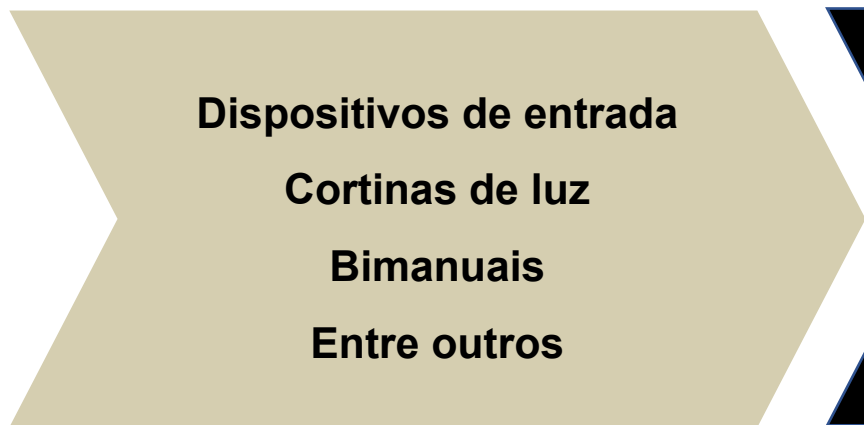 Dispositivos de entrada
Cortinas de luz
Bimanuais
Entre outros